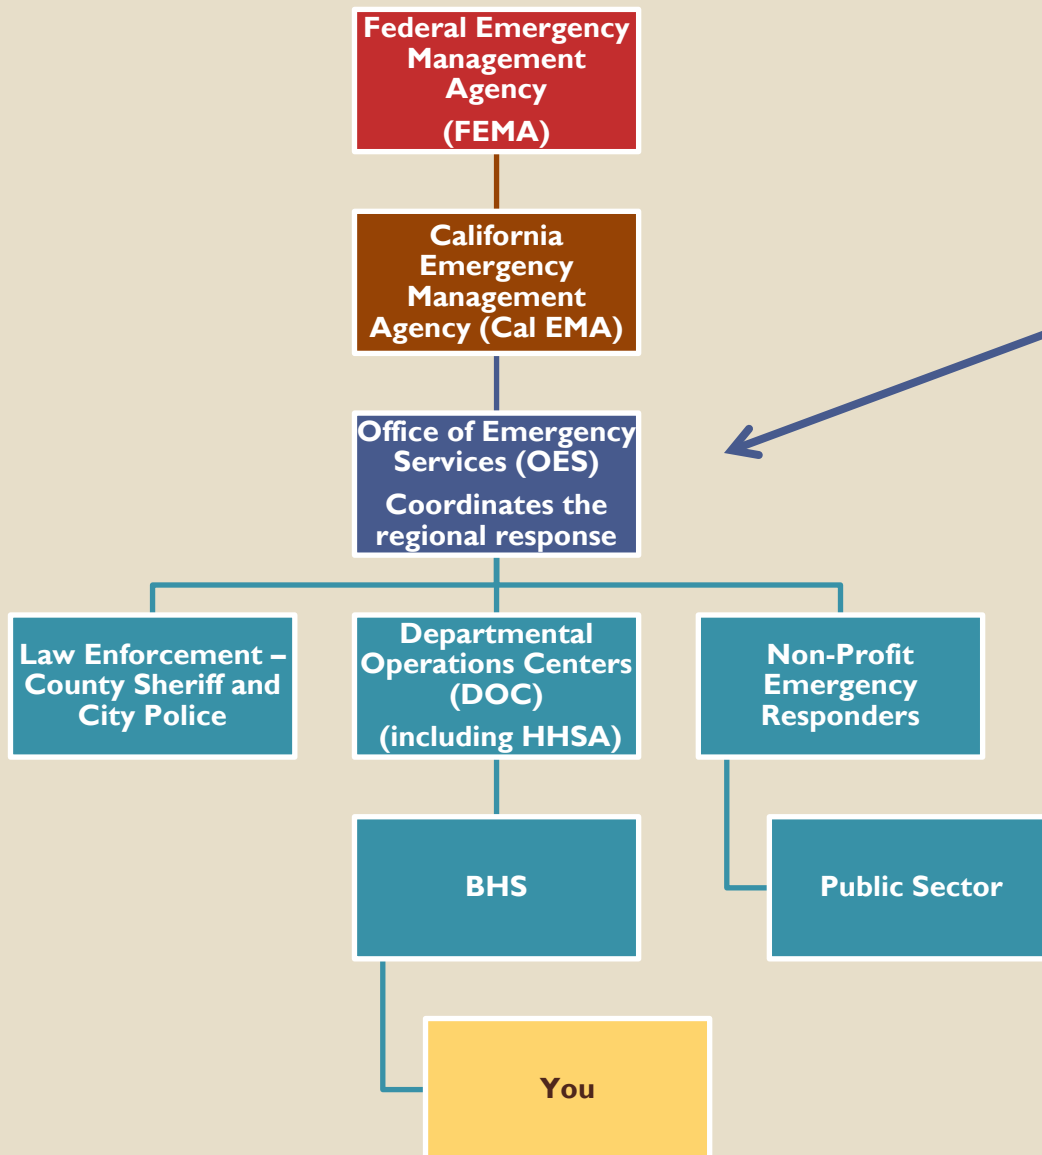 Federal Emergency
Management
Agency
(FEMA)
California
Emergency
Management
Agency (Cal EMA)
Office of Emergency
Services (OES)
Coordinates the
regional response
Law Enforcement –
County Sheriff and
City Police
Departmental
Operations Centers
(DOC)
(including HHSA)
Non-Profit
Emergency
Responders
BHS
Public Sector
You